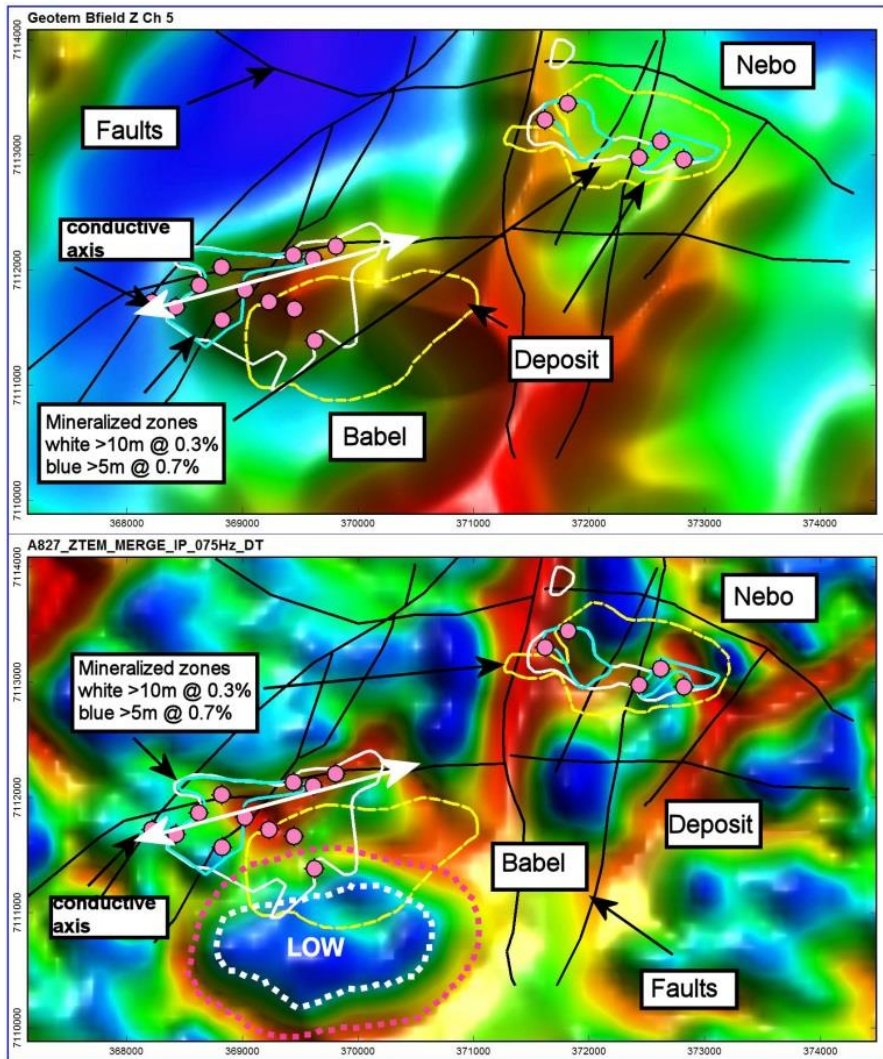 Geotem Bfield Z Ch 5
7114000
7113000
7112000
7111000
7110000
Nebo
Faults
conductive
axis
Deposit
Mineralized zones
white >10m @ 0.3%
blue >5m @ 0.7%
Babel
368000
369000
370000
371000
372000
373000
374000
A827_ZTEM_MERGE_IP_075Hz_DT
7114000
7113000
7112000
7111000
7110000
Nebo
Mineralized zones
white >10m @ 0.3%
blue >5m @ 0.7%
Deposit
Babel
conductive
axis
LOW
Faults
368000
369000
370000
371000
372000
373000
374000